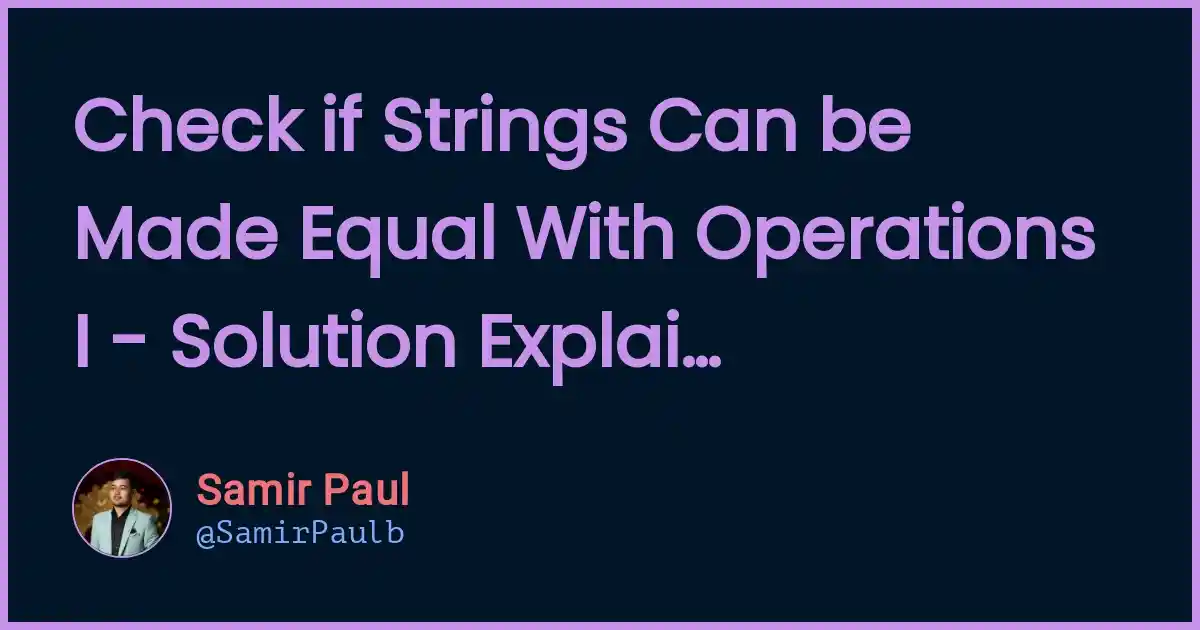 Check if Strings Can be
Made Equal With Operations
I - Solution Explai...
Samir Paul
@SamirPaulb